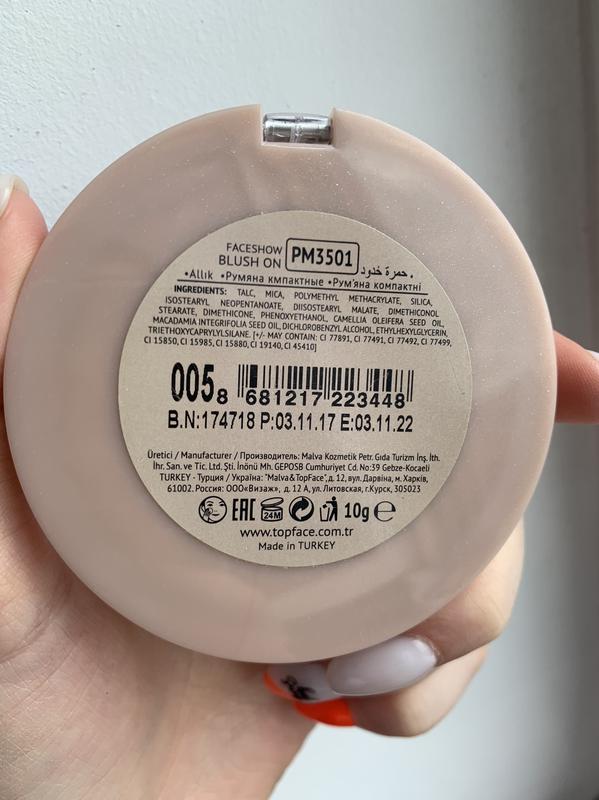 FACESHOW
BLUSH ON PM3501 حمرة خدود •
•Allık •Румяна кмпактные •Рум'яна компактні
INGREDIENTS: TALC, MICA, POLYMETHYL METHACRYLATE, SILICA,
ISOSTEARYL NEOPENTANOATE, DIISOSTEARYL MALATE, DIMETHICONOL
STEARATE, DIMETHICONE, PHENOXYETHANOL, CAMELLIA OLEIFERA SEED OIL,
MACADAMIA INTEGRIFOLIA SEED OIL, DICHLOROBENZYL ALCOHOL, ETHYLHEXYLGLYCERIN,
TRIETHOXYCAPRYLYLSILANE. [+/- MAY CONTAIN: CI 77891, CI 77491, CI 77492, CI 77499,
CI 15850, CI 15985, CI 15880, CI 19140, CI 45410]
005 8 681217 223448
B.N:174718 P:03.11.17 E:03.11.22
Üretici / Manufacturer / Производитель: Malva Kozmetik Petr. Gıda Turizm İnş. İth.
İhr. San. ve Tic. Ltd. Şti. İnönü Mh. GEPOSB Cumhuriyet Cd. No:39 Gebze-Kocaeli
TURKEY - Турция / Україна: "Malva&TopFace", д. 12, вул. Дарвіна, м. Харків,
61002. Россия: ООО«Визаж», д. 12 А, ул. Литовская, г.Курск, 305023
EAC 24M 10g e
www.topface.com.tr
Made in TURKEY